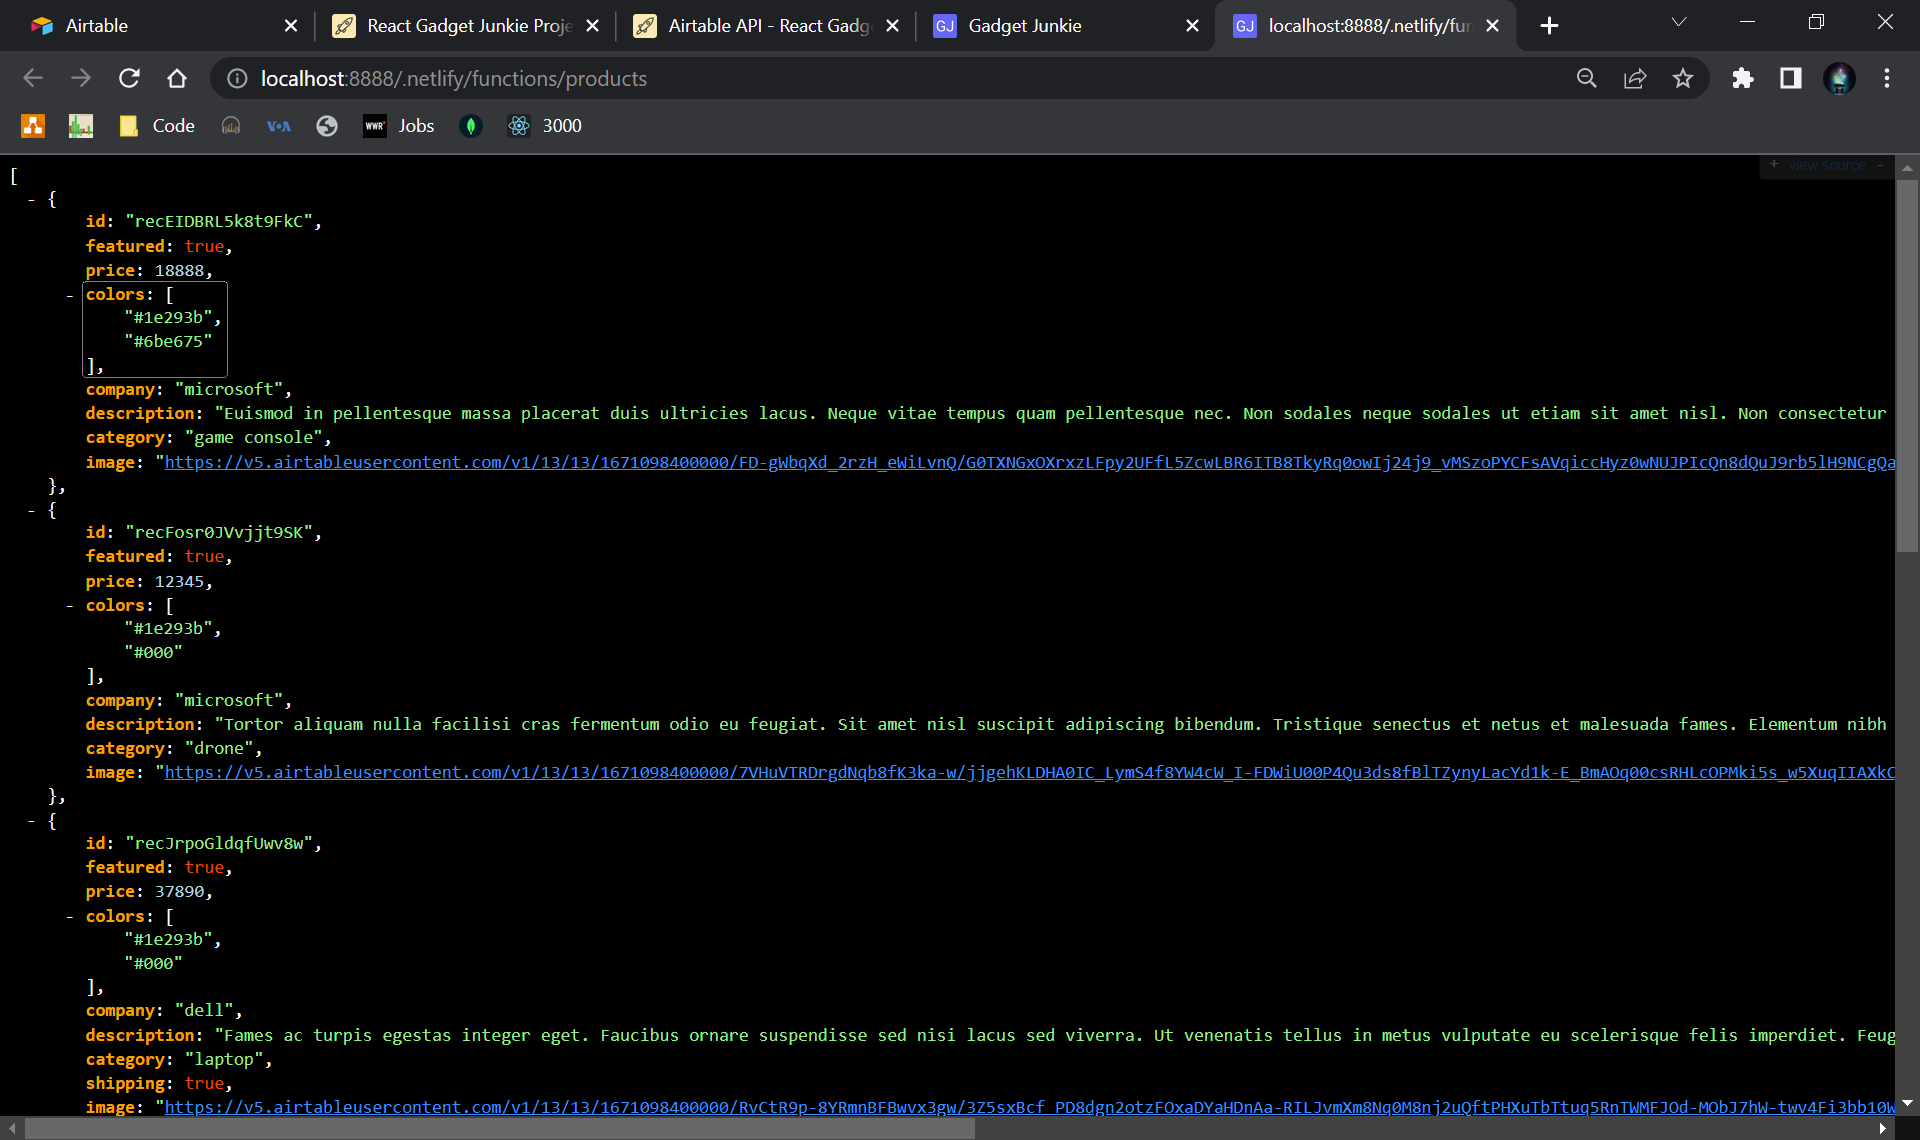 Airtable
React Gadget Junkie Proje
Airtable API - React Gadg
GJ Gadget Junkie
GJ localhost:8888/.netlify/fun
localhost:8888/.netlify/functions/products
Code
VOA
WWR
Jobs
3000
+ view source -
[
- {
id: "recEIDBRL5k8t9FkC",
featured: true,
price: 18888,
- colors: [
"#1e293b",
"#6be675"
],
company: "microsoft",
description: "Euismod in pellentesque massa placerat duis ultricies lacus. Neque vitae tempus quam pellentesque nec. Non sodales neque sodales ut etiam sit amet nisl. Non consectetur
category: "game console",
image: "https://v5.airtableusercontent.com/v1/13/13/1671098400000/FD-gWbqXd_2rzH_eWiLvnQ/G0TXNGxOXrxzLFpy2UFfL5ZcwLBR6ITB8TkyRq0owIj24j9_vMSzoPYCFsAVqiccHyz0wNUJPIcQn8dQuJ9rb5lH9NCgQa
},
- {
id: "recFosr0JVvjjt9SK",
featured: true,
price: 12345,
- colors: [
"#1e293b",
"#000"
],
company: "microsoft",
description: "Tortor aliquam nulla facilisi cras fermentum odio eu feugiat. Sit amet nisl suscipit adipiscing bibendum. Tristique senectus et netus et malesuada fames. Elementum nibh
category: "drone",
image: "https://v5.airtableusercontent.com/v1/13/13/1671098400000/7VHuVTRDrgdNqb8fK3ka-w/jjgehKLDHA0IC_LymS4f8YW4cW_I-FDWiU00P4Qu3ds8fBlTZynyLacYd1k-E_BmAOq00csRHLcOPMki5s_w5XuqIIAXkC
},
- {
id: "recJrpoGldqfUwv8w",
featured: true,
price: 37890,
- colors: [
"#1e293b",
"#000"
],
company: "dell",
description: "Fames ac turpis egestas integer eget. Faucibus ornare suspendisse sed nisi lacus sed viverra. Ut venenatis tellus in metus vulputate eu scelerisque felis imperdiet. Feug
category: "laptop",
shipping: true,
image: "https://v5.airtableusercontent.com/v1/13/13/1671098400000/RvCtR9p-8YRmnBFBwvx3gw/3Z5sxBcf_PD8dgn2otzFOxaDYaHDnAa-RILJvmXm8Nq0M8nj2uQftPHXuTbTtuq5RnTWMFJOd-MObJ7hW-twv4Fi3bb10W